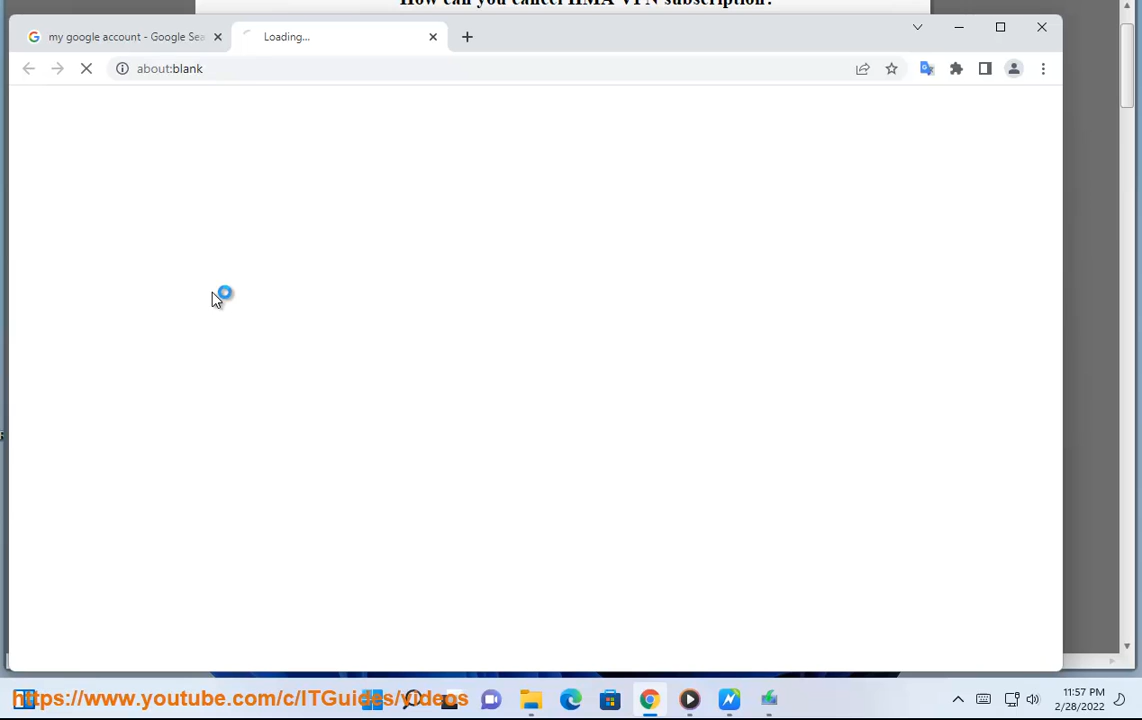 How can you cancel HMA VPN subscription?
my google account - Google Sea
Loading...
about:blank
https://www.youtube.com/c/ITGuides/videos
11:57 PM
2/28/2022